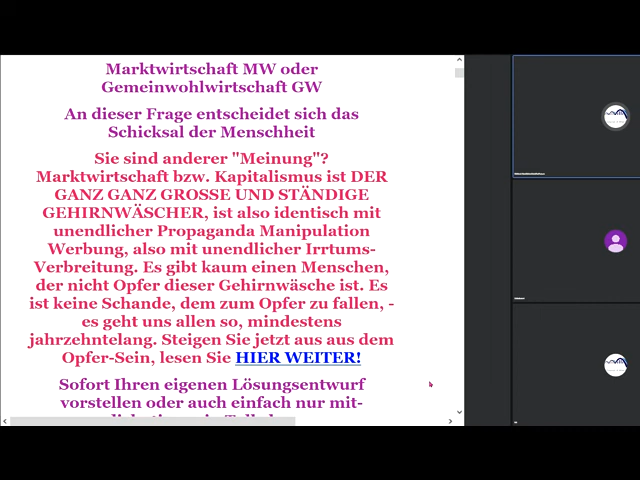 Marktwirtschaft MW oder
Gemeinwohlwirtschaft GW
An dieser Frage entscheidet sich das
Schicksal der Menschheit
Sie sind anderer "Meinung"?
Marktwirtschaft bzw. Kapitalismus ist DER
GANZ GANZ GROSSE UND STÄNDIGE
GEHIRNWÄSCHER, ist also identisch mit
unendlicher Propaganda Manipulation
Werbung, also mit unendlicher Irrtums-
Verbreitung. Es gibt kaum einen Menschen,
der nicht Opfer dieser Gehirnwäsche ist. Es
ist keine Schande, dem zum Opfer zu fallen, -
es geht uns allen so, mindestens
jahrzehntelang. Steigen Sie jetzt aus aus dem
Opfer-Sein, lesen Sie HIER WEITER!
Sofort Ihren eigenen Lösungsentwurf
vorstellen oder auch einfach nur mit-